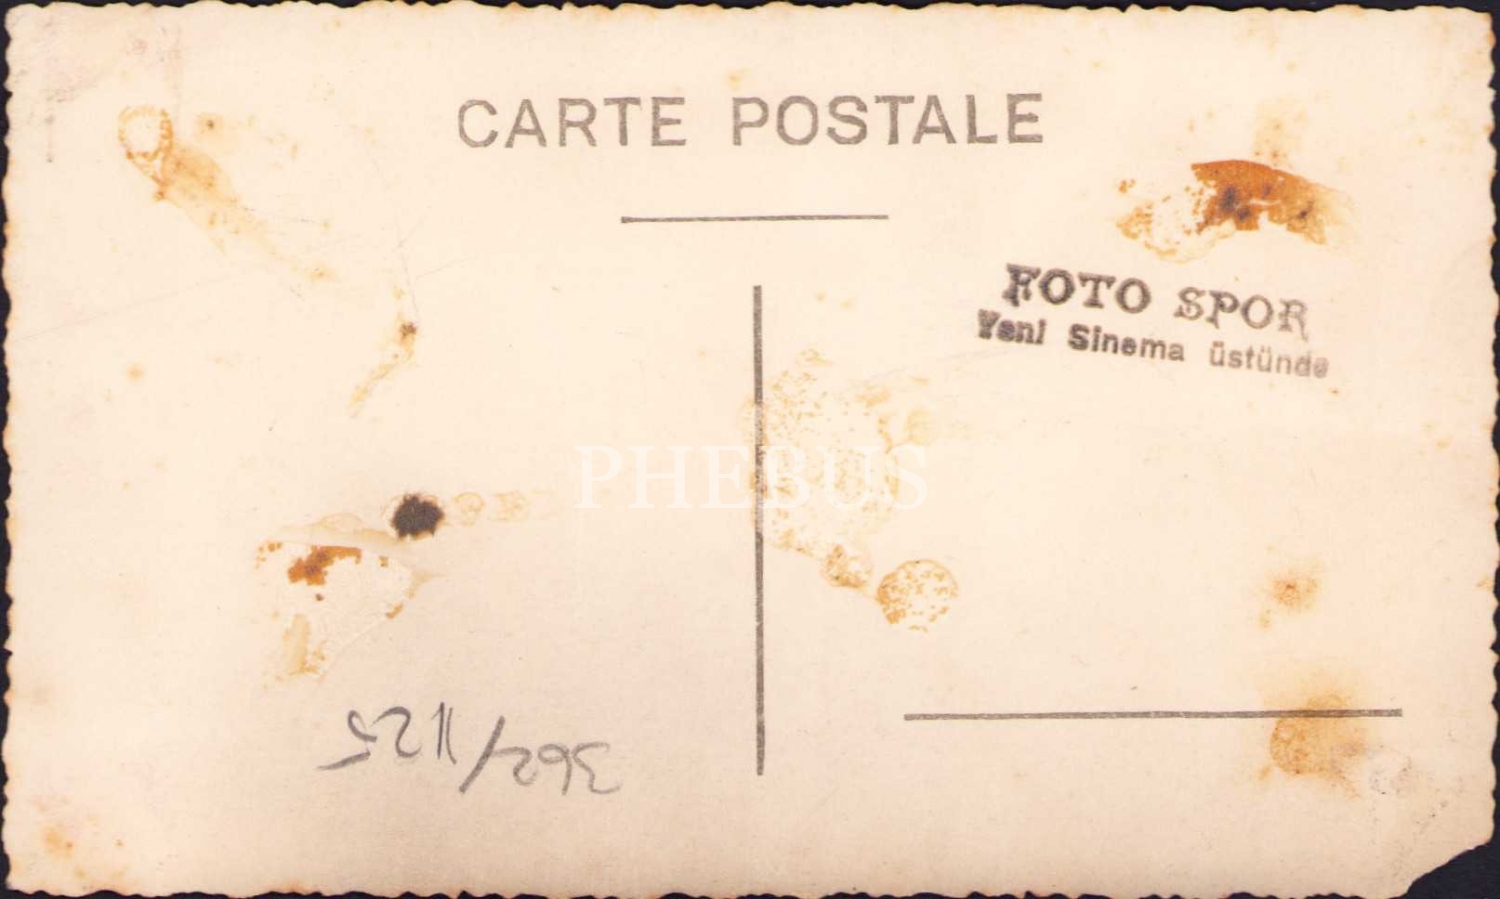 CARTE POSTALE
FOTO SPOR
Yeni Sinema üstünde
PHEBUS